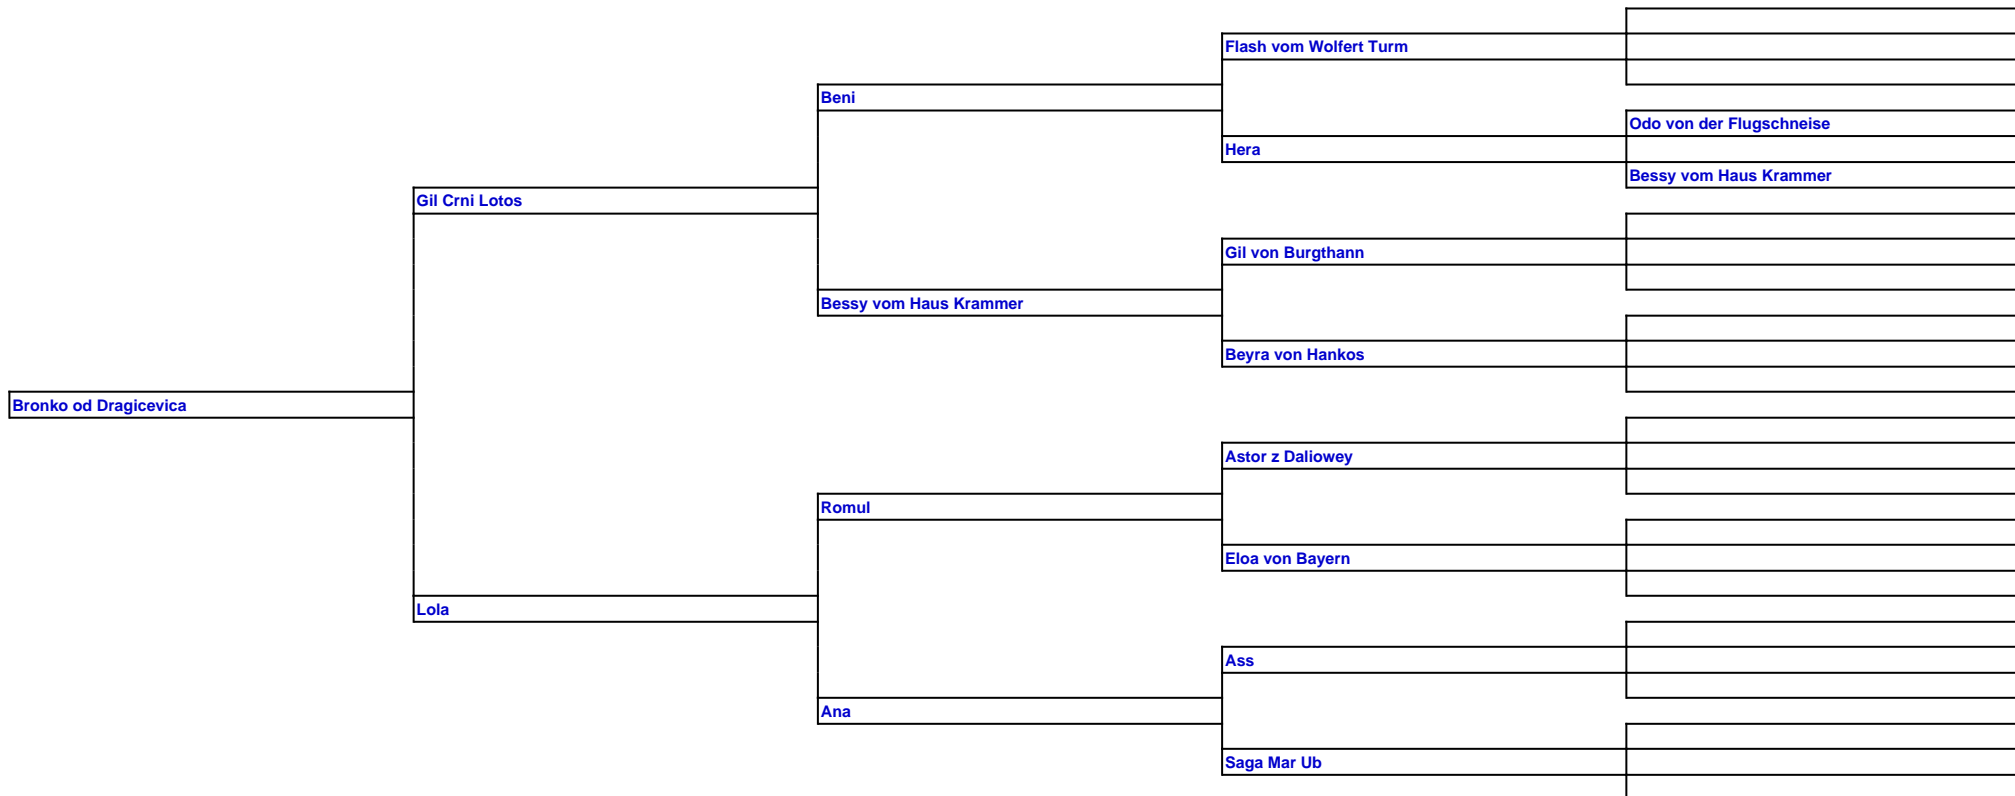 Flash vom Wolfert Turm
Beni
Odo von der Flugschneise
Hera
Bessy vom Haus Krammer
Gil Crni Lotos
Gil von Burgthann
Bessy vom Haus Krammer
Beyra von Hankos
Bronko od Dragicevica
Astor z Daliowey
Romul
Eloa von Bayern
Lola
Ass
Ana
Saga Mar Ub